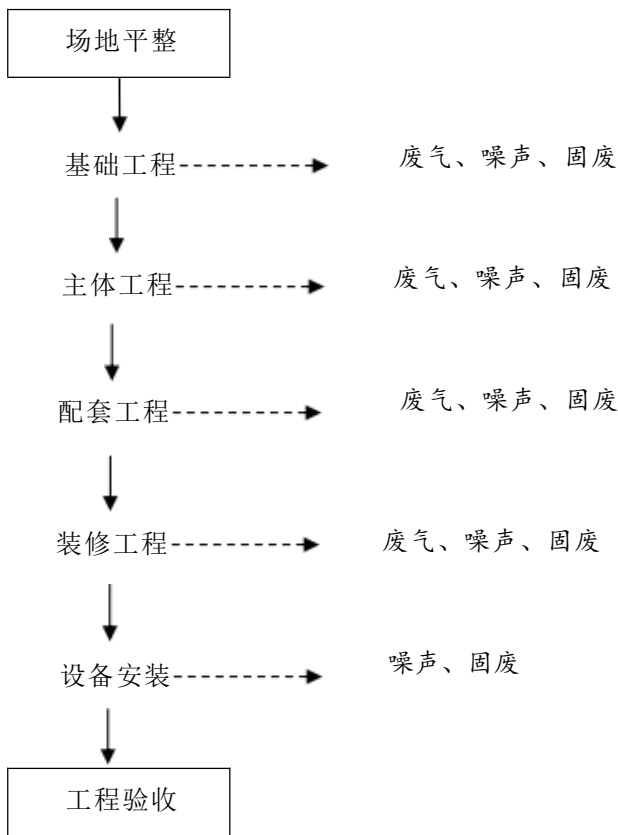 场地平整
基础工程 废气、噪声、固废
主体工程 废气、噪声、固废
配套工程 废气、噪声、固废
装修工程 废气、噪声、固废
设备安装 噪声、固废
工程验收